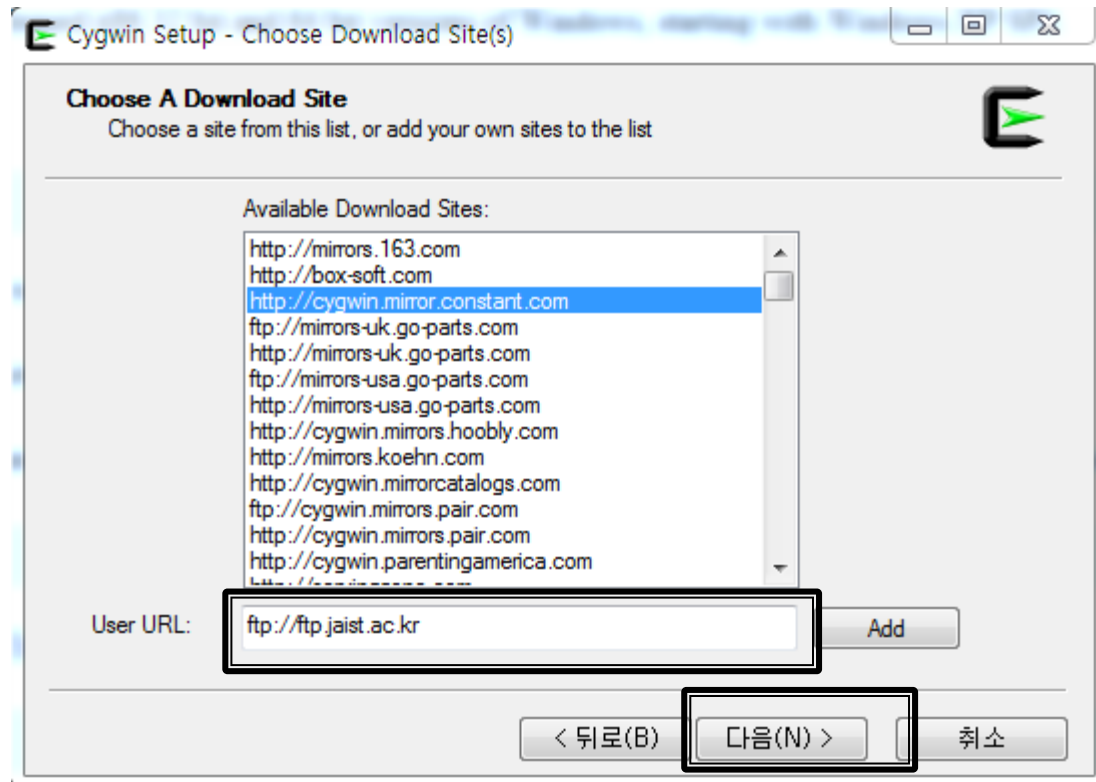 Cygwin Setup - Choose Download Site(s)
Choose A Download Site
Choose a site from this list, or add your own sites to the list
Available Download Sites:
http://mirrors.163.com
http://box-soft.com
http://cygwin.mirror.constant.com
ftp://mirrors-uk.go-parts.com
http://mirrors-uk.go-parts.com
ftp://mirrors-usa.go-parts.com
http://mirrors-usa.go-parts.com
http://cygwin.mirrors.hoobly.com
http://mirrors.koehn.com
http://cygwin.mirrorcatalogs.com
ftp://cygwin.mirrors.pair.com
http://cygwin.mirrors.pair.com
http://cygwin.parentingamerica.com
User URL: ftp://ftp.jaist.ac.kr Add
< 뒤로(B) 다음(N) > 취소